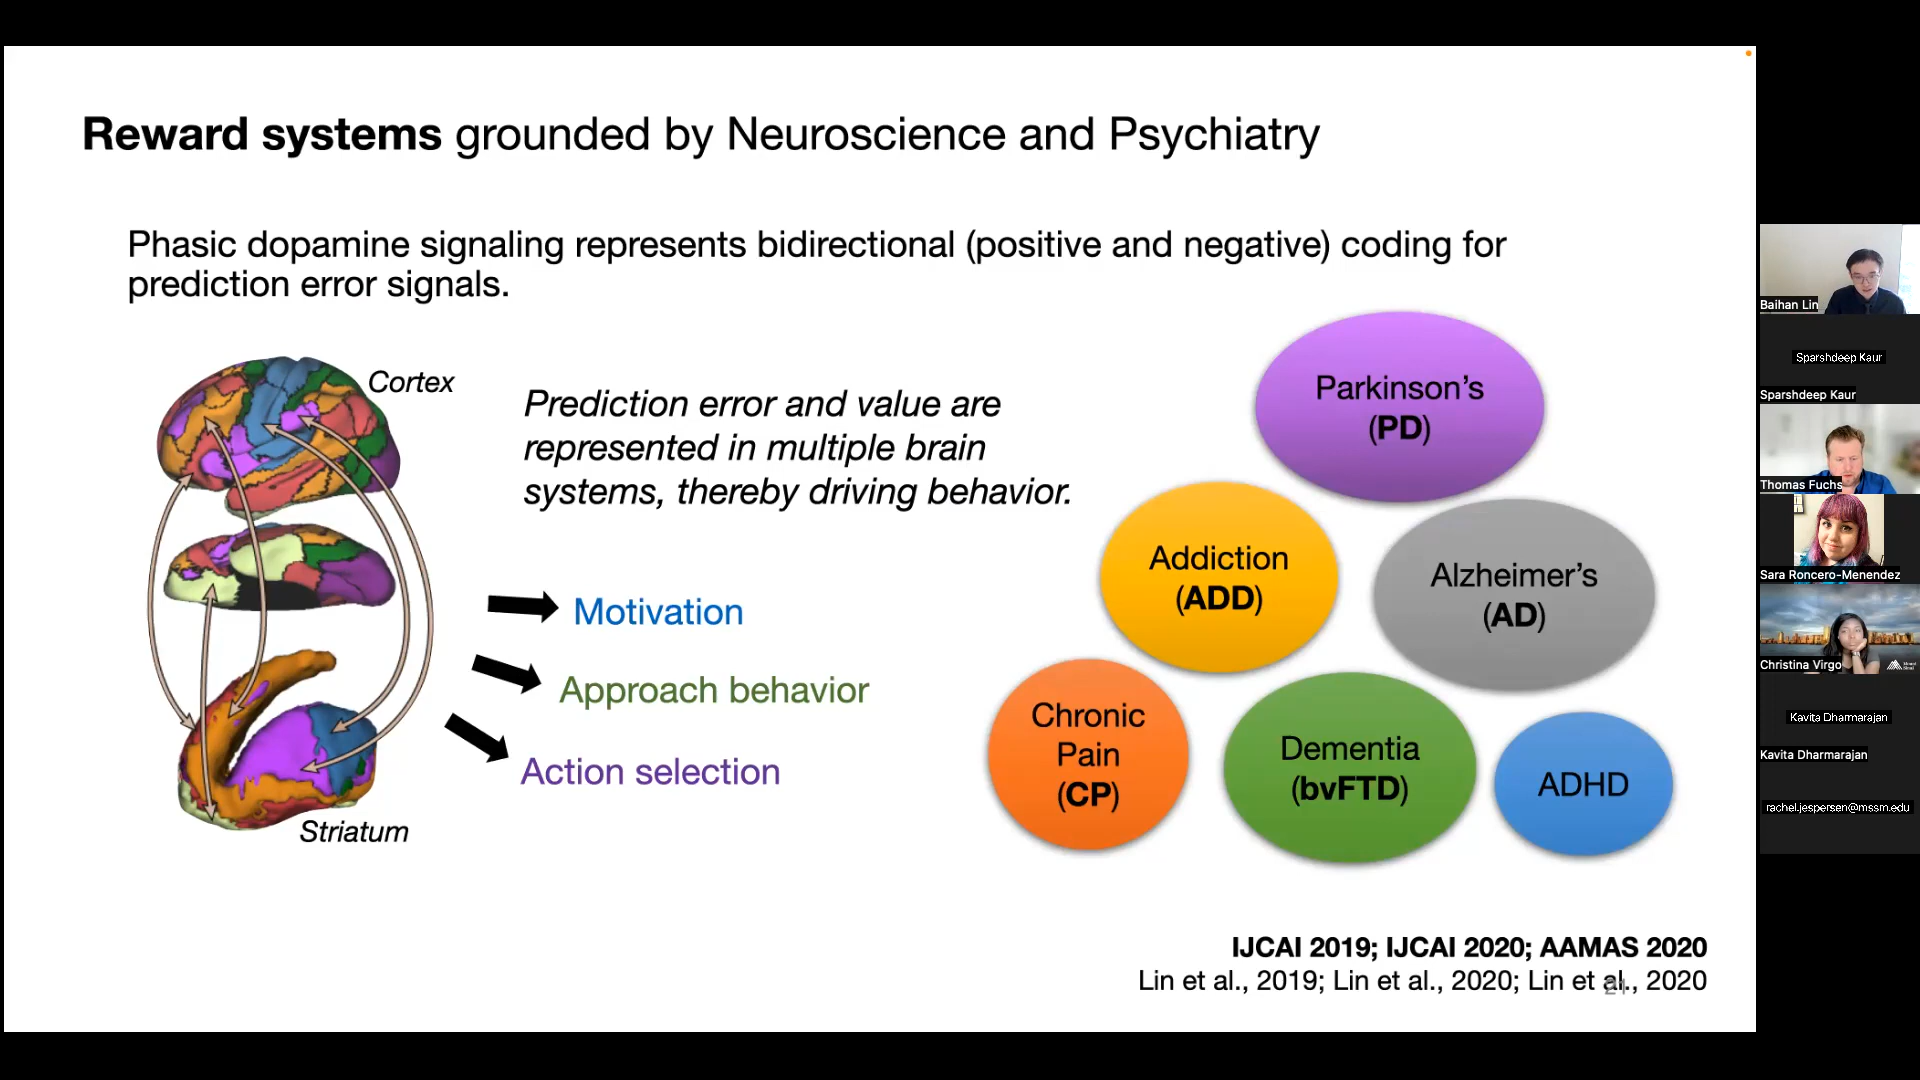 Reward systems grounded by Neuroscience and Psychiatry
Phasic dopamine signaling represents bidirectional (positive and negative) coding for
prediction error signals.
Cortex
Prediction error and value are
represented in multiple brain
systems, thereby driving behavior.
Motivation
Approach behavior
Action selection
Striatum
Parkinson's
(PD)
Addiction
(ADD)
Alzheimer's
(AD)
Chronic
Pain
(CP)
Dementia
(bvFTD)
ADHD
IJCAI 2019; IJCAI 2020; AAMAS 2020
Lin et al., 2019; Lin et al., 2020; Lin et al., 2020
21
Baihan Lin
Sparshdeep Kaur
Sparshdeep Kaur
Thomas Fuchs
Sara Roncero-Menendez
Christina Virgo
Kavita Dharmarajan
Kavita Dharmarajan
rachel.jespersen@mssm.edu